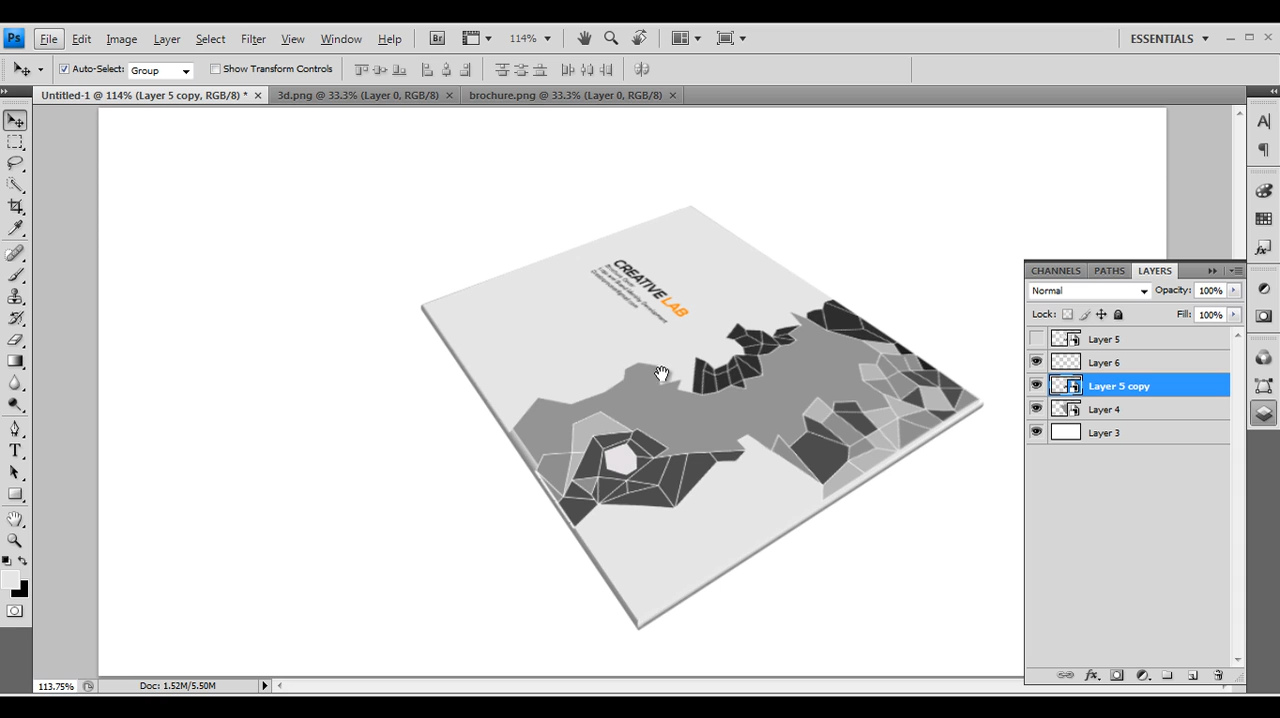 Ps File Edit Image Layer Select Filter View Window Help Br 114% ESSENTIALS
Auto-Select: Group Show Transform Controls
Untitled-1 @ 114% (Layer 5 copy, RGB/8) * × 3d.png @ 33.3% (Layer 0, RGB/8) × brochure.png @ 33.3% (Layer 0, RGB/8) ×
CREATIVE LAB
CHANNELS PATHS LAYERS
Normal Opacity: 100%
Lock: Fill: 100%
Layer 5
Layer 6
Layer 5 copy
Layer 4
Layer 3
113.75% Doc: 1.52M/5.50M